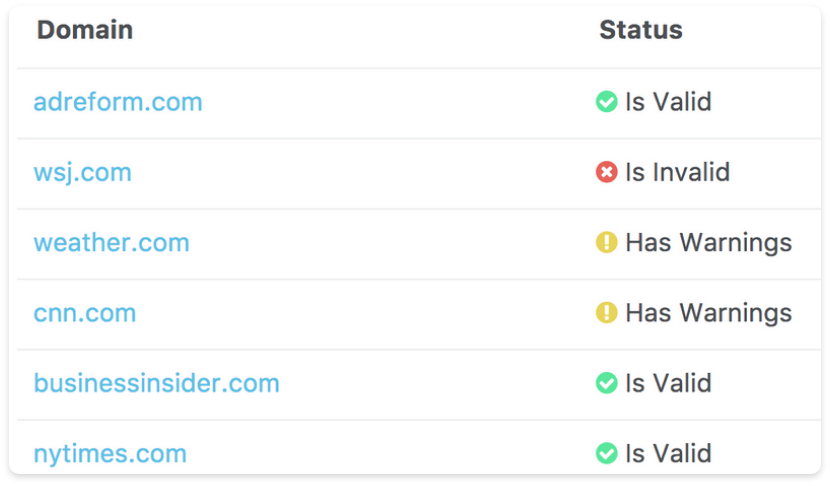 Domain Status
adreform.com Is Valid
wsj.com Is Invalid
weather.com Has Warnings
cnn.com Has Warnings
businessinsider.com Is Valid
nytimes.com Is Valid